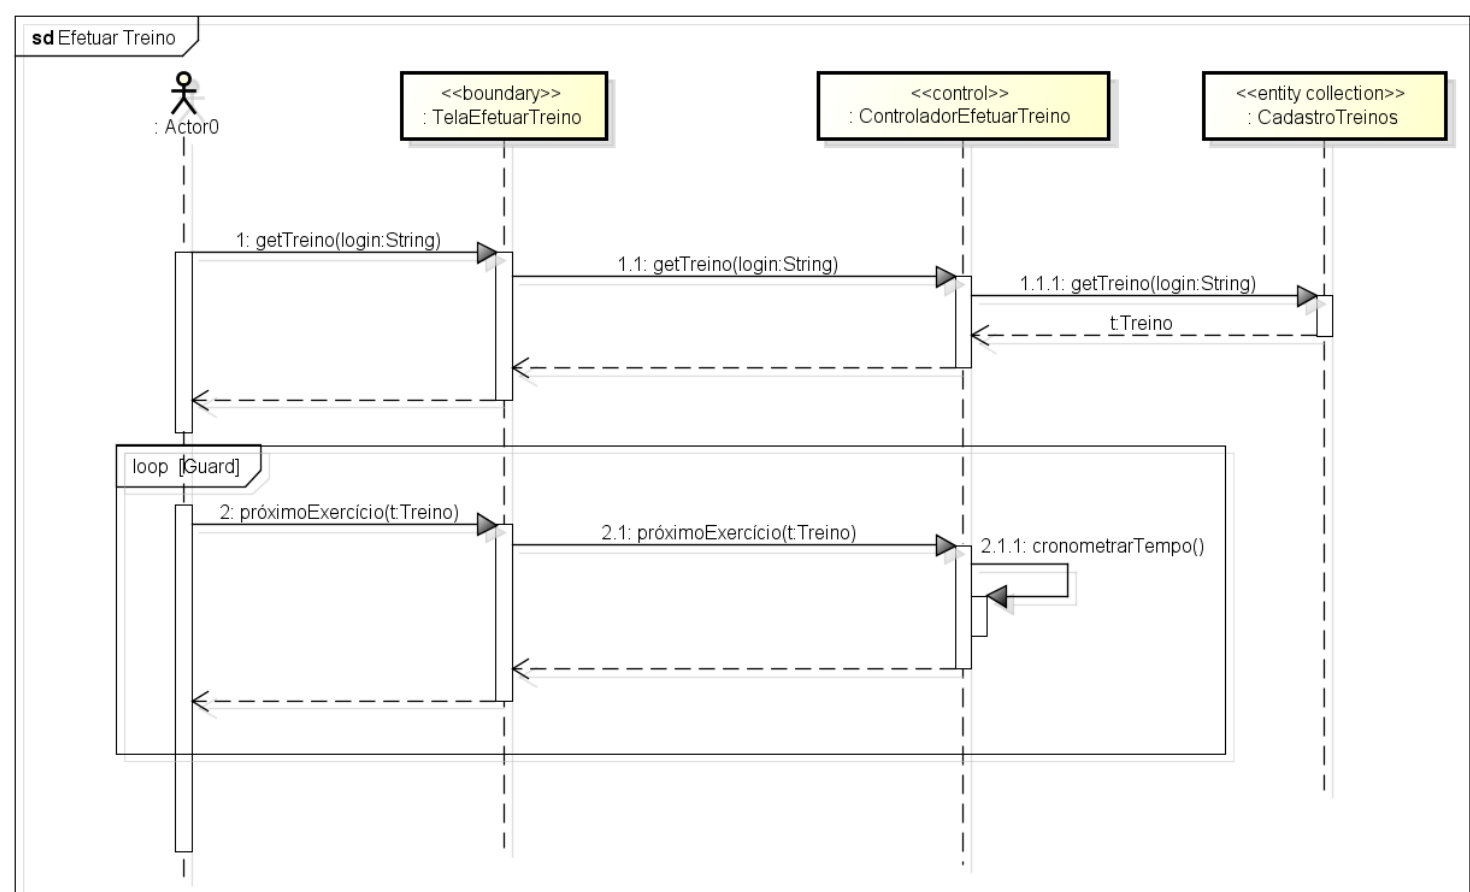 sd Efetuar Treino
: Actor0
<<boundary>>
: TelaEfetuarTreino
<<control>>
: ControladorEfetuarTreino
<<entity collection>>
: CadastroTreinos
1: getTreino(login:String)
1.1: getTreino(login:String)
1.1.1: getTreino(login:String)
t:Treino
loop [Guard]
2: próximoExercício(t:Treino)
2.1: próximoExercício(t:Treino)
2.1.1: cronometrarTempo()